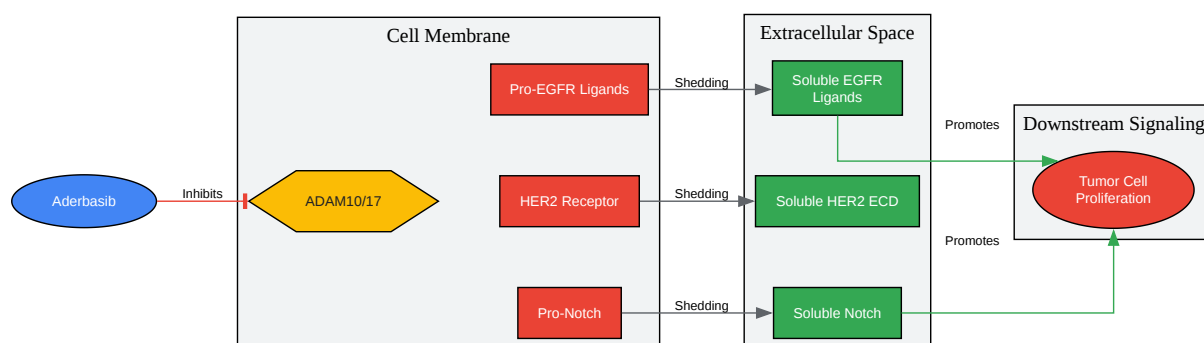 Cell Membrane
Extracellular Space
Downstream Signaling
Aderbasib
Inhibits
ADAM10/17
Pro-EGFR Ligands
Shedding
Soluble EGFR
Ligands
Promotes
HER2 Receptor
Shedding
Soluble HER2 ECD
Tumor Cell
Proliferation
Promotes
Pro-Notch
Shedding
Soluble Notch